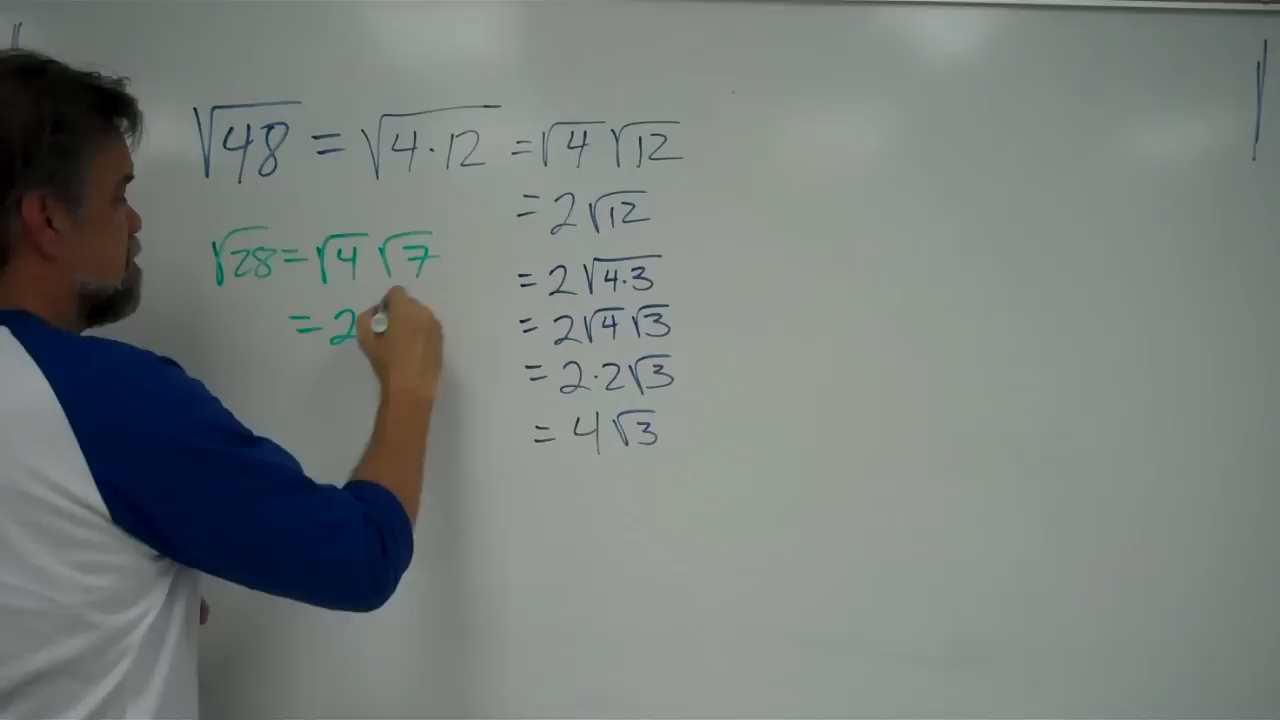 √48 = √4·12 = √4 √12
= 2√12
= 2√4·3
= 2√4 √3
= 2·2√3
= 4√3
√28 = √4 √7
= 2